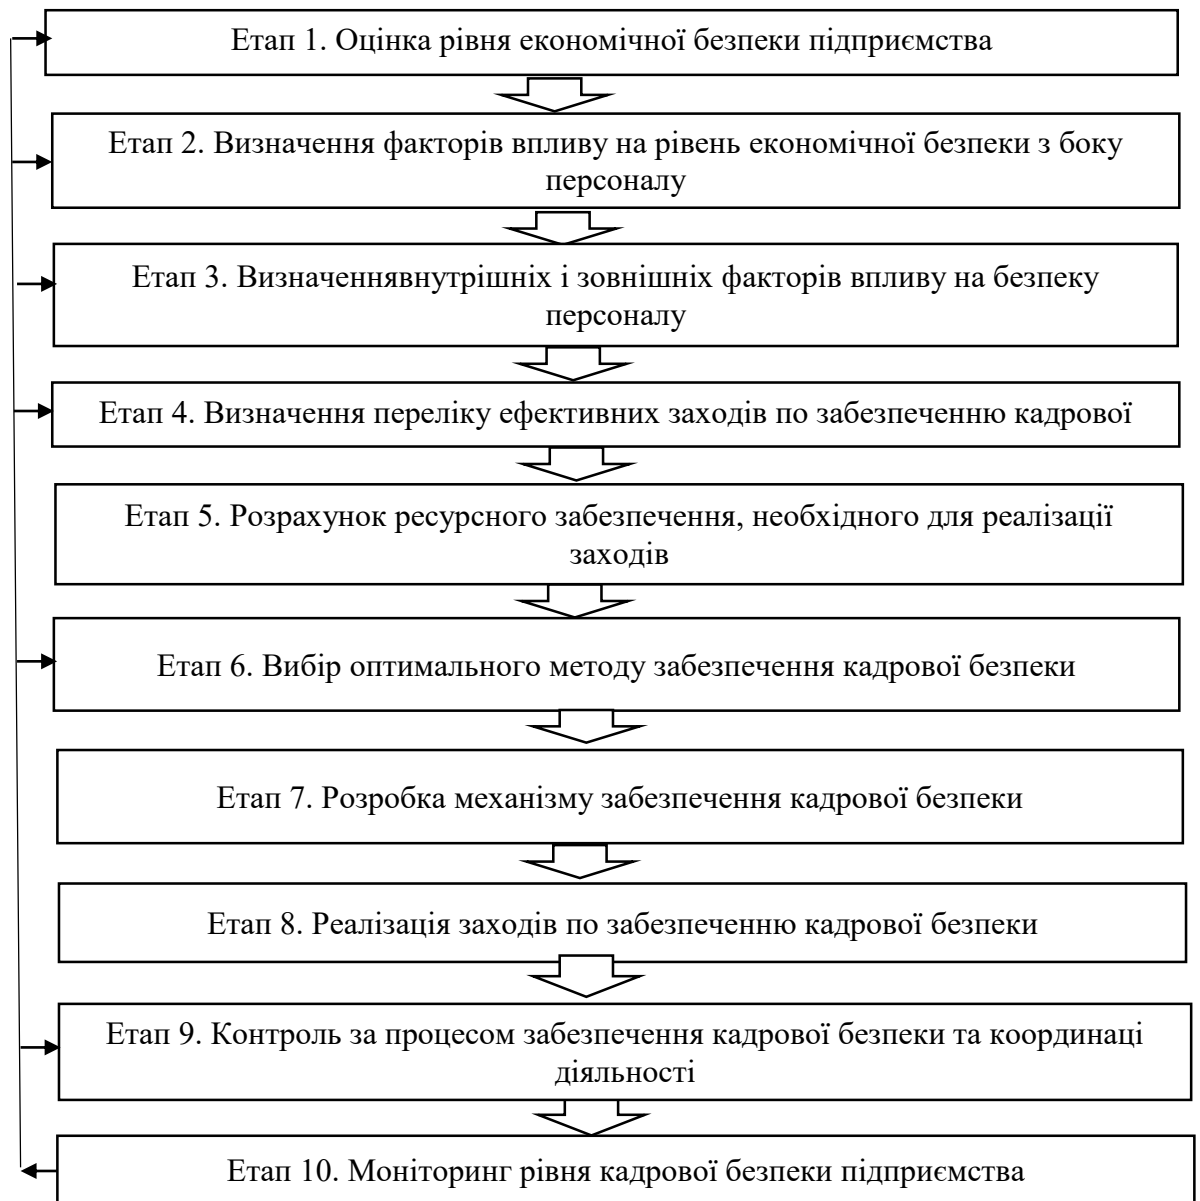 Етап 1. Оцінка рівня економічної безпеки підприємства
Етап 2. Визначення факторів впливу на рівень економічної безпеки з боку
персоналу
Етап 3. Визначеннявнутрішніх і зовнішніх факторів впливу на безпеку
персоналу
Етап 4. Визначення переліку ефективних заходів по забезпеченню кадрової
Етап 5. Розрахунок ресурсного забезпечення, необхідного для реалізації
заходів
Етап 6. Вибір оптимального методу забезпечення кадрової безпеки
Етап 7. Розробка механізму забезпечення кадрової безпеки
Етап 8. Реалізація заходів по забезпеченню кадрової безпеки
Етап 9. Контроль за процесом забезпечення кадрової безпеки та координаці
діяльності
Етап 10. Моніторинг рівня кадрової безпеки підприємства